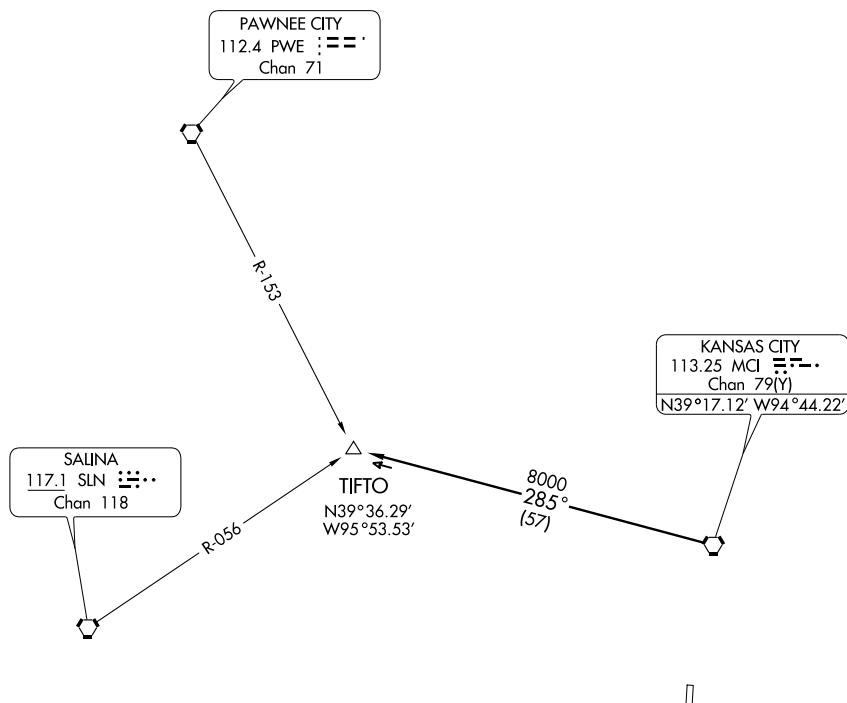 PAWNEE CITY
112.4 PWE
Chan 71
R-153
KANSAS CITY
113.25 MCI
Chan 79(Y)
N39°17.12' W94°44.22'
SALINA
117.1 SLN
Chan 118
TIFTO
N39°36.29'
W95°53.53'
8000
285°
(57)
R-056